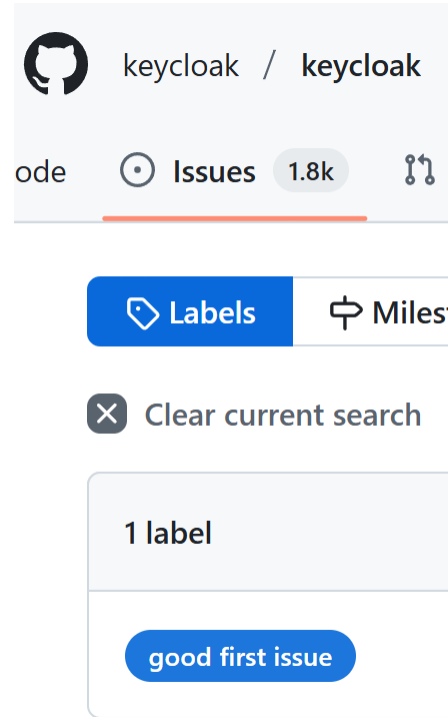 keycloak / keycloak
ode Issues 1.8k
Labels Miles
Clear current search
1 label
good first issue